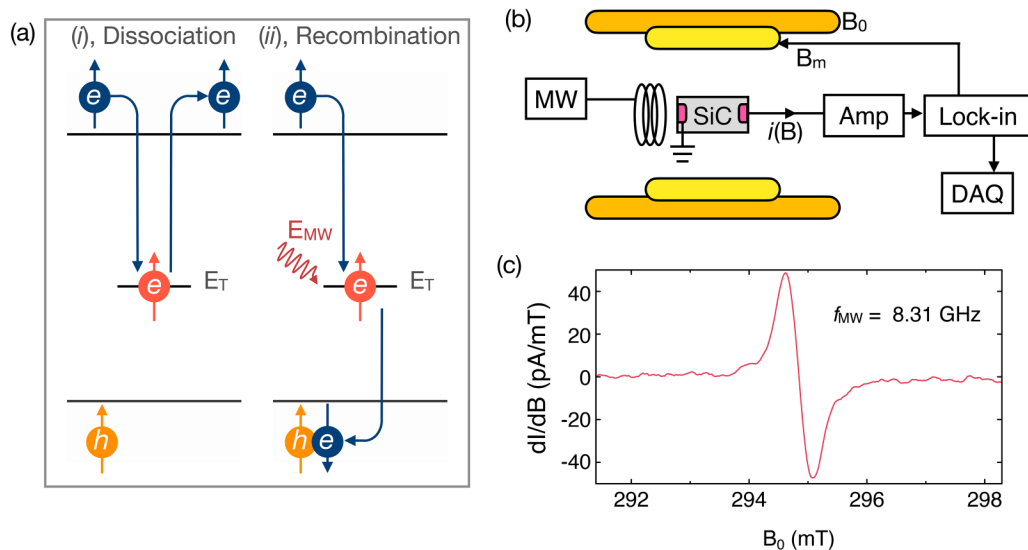 (a)
(i), Dissociation
(ii), Recombination
e
e
e
E_MW
e
E_T
e
E_T
h
h
e
(b)
B₀
B_m
MW
SiC
i(B)
Amp
Lock-in
DAQ
(c)
f_MW = 8.31 GHz
dI/dB (pA/mT)
40
20
0
-20
-40
292
294
296
298
B₀ (mT)